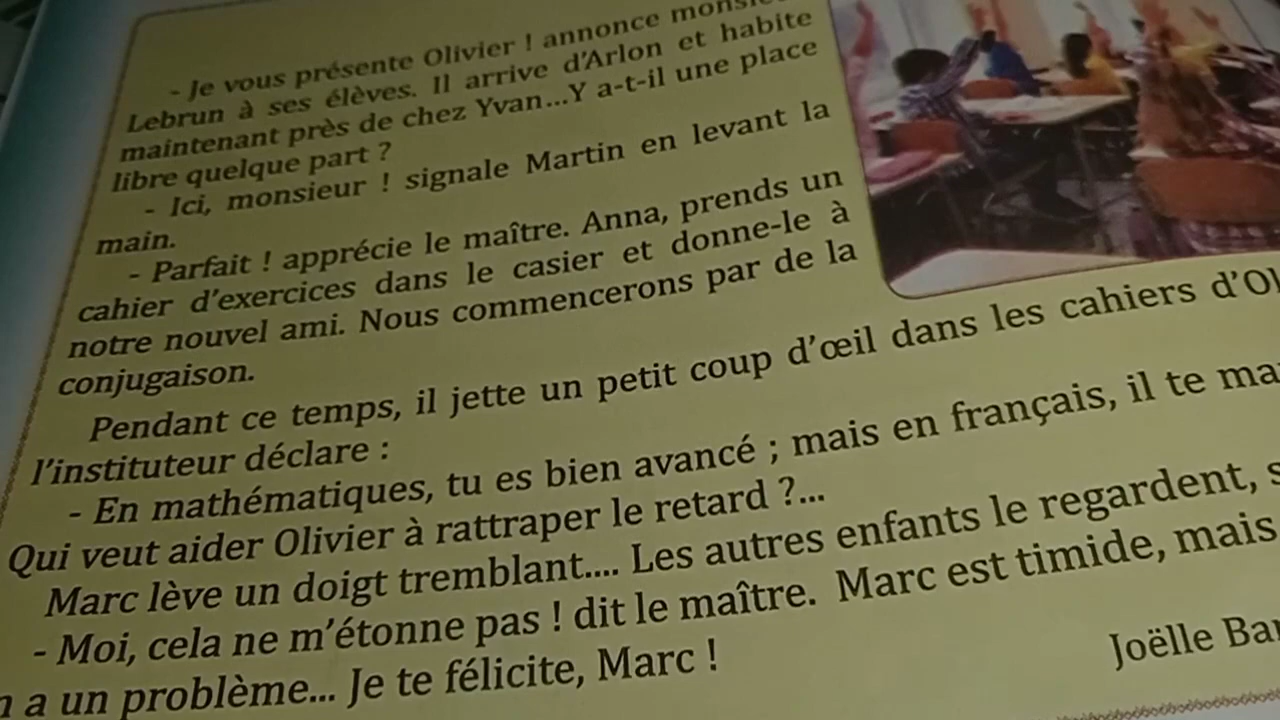 - Je vous présente Olivier ! annonce
Lebrun à ses élèves. Il arrive d'Arlon et habite
maintenant près de chez Yvan...Y a-t-il une place
libre quelque part ?
- Ici, monsieur ! signale Martin en levant la
main.
- Parfait ! apprécie le maître. Anna, prends un
cahier d'exercices dans le casier et donne-le à
notre nouvel ami. Nous commencerons par de la
conjugaison.
Pendant ce temps, il jette un petit coup d'œil dans les cahiers
l'instituteur déclare :
- En mathématiques, tu es bien avancé ; mais en français, il te
Qui veut aider Olivier à rattraper le retard ?...
Marc lève un doigt tremblant.... Les autres enfants le regardent,
- Moi, cela ne m'étonne pas ! dit le maître. Marc est timide, mais
a un problème... Je te félicite, Marc !
Joëlle